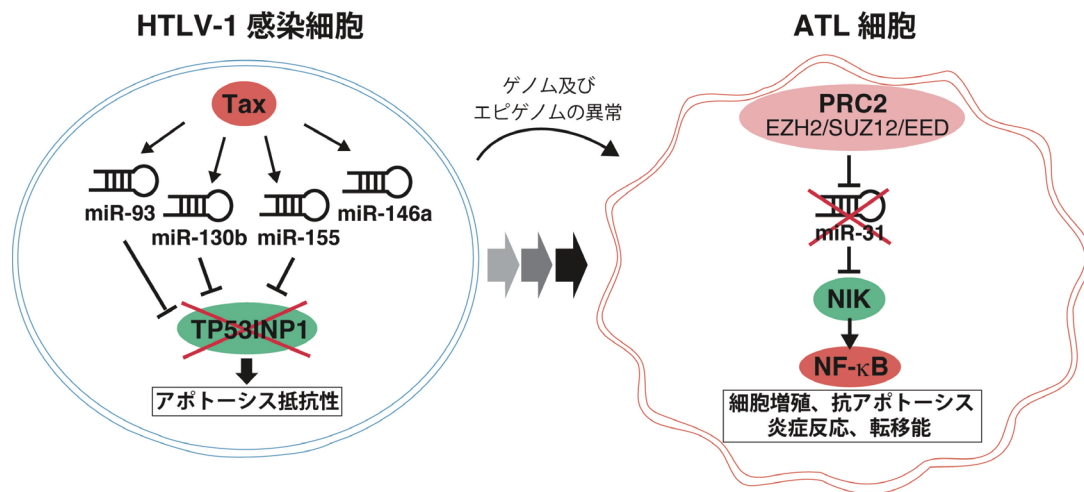 HTLV-1 感染細胞
Tax
miR-93
miR-130b
miR-155
miR-146a
TP53INP1
アポトーシス抵抗性
ゲノム及び
エピゲノムの異常
ATL 細胞
PRC2
EZH2/SUZ12/EED
miR-31
NIK
NF-κB
細胞増殖、抗アポトーシス
炎症反応、転移能